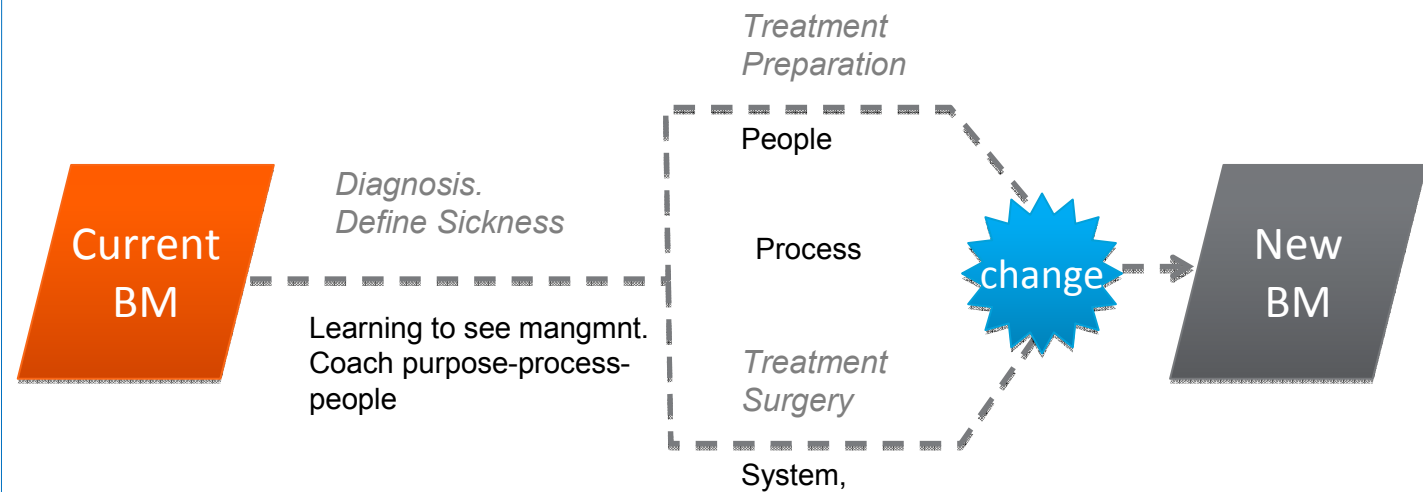 Current
BM
Diagnosis.
Define Sickness
Learning to see mangmnt.
Coach purpose-process-
people
Treatment
Preparation
People
Process
Treatment
Surgery
System,
change
New
BM